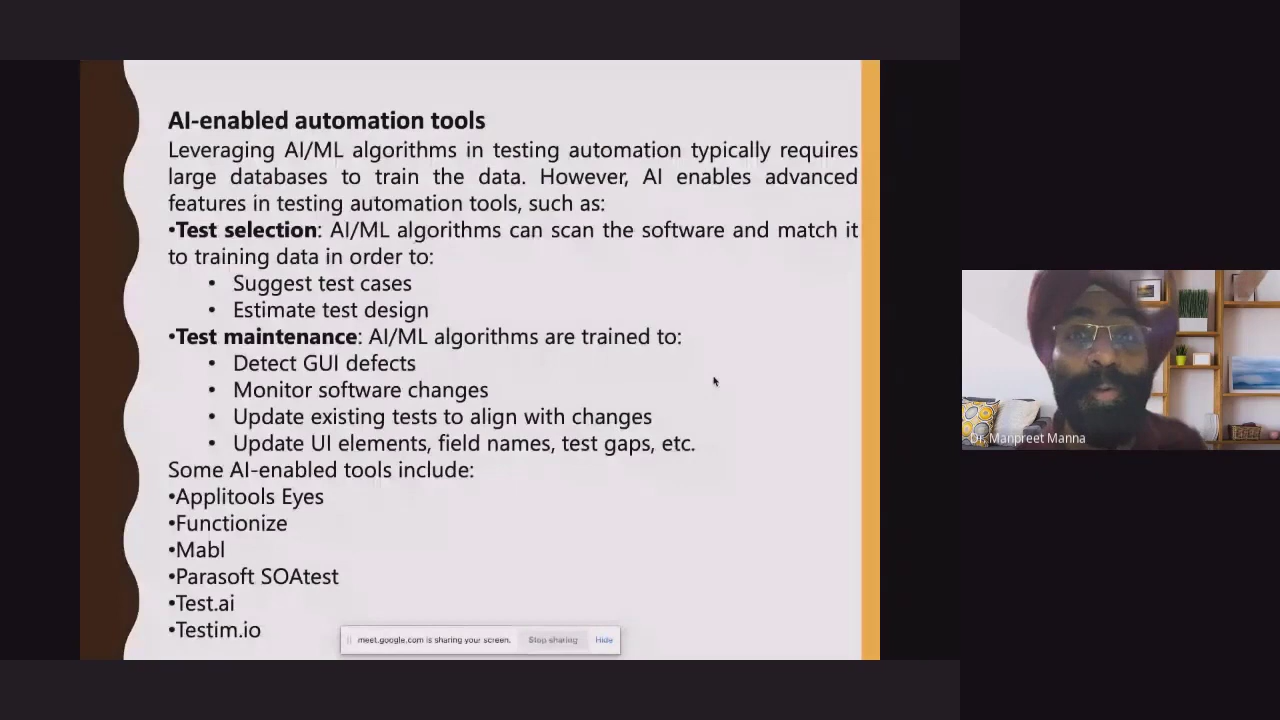 AI-enabled automation tools
Leveraging AI/ML algorithms in testing automation typically requires
large databases to train the data. However, AI enables advanced
features in testing automation tools, such as:
•Test selection: AI/ML algorithms can scan the software and match it
to training data in order to:
• Suggest test cases
• Estimate test design
•Test maintenance: AI/ML algorithms are trained to:
• Detect GUI defects
• Monitor software changes
• Update existing tests to align with changes
• Update UI elements, field names, test gaps, etc.
Some AI-enabled tools include:
•Applitools Eyes
•Functionize
•Mabl
•Parasoft SOAtest
•Test.ai
•Testim.io
meet.google.com is sharing your screen. Stop sharing Hide
Dr. Manpreet Manna